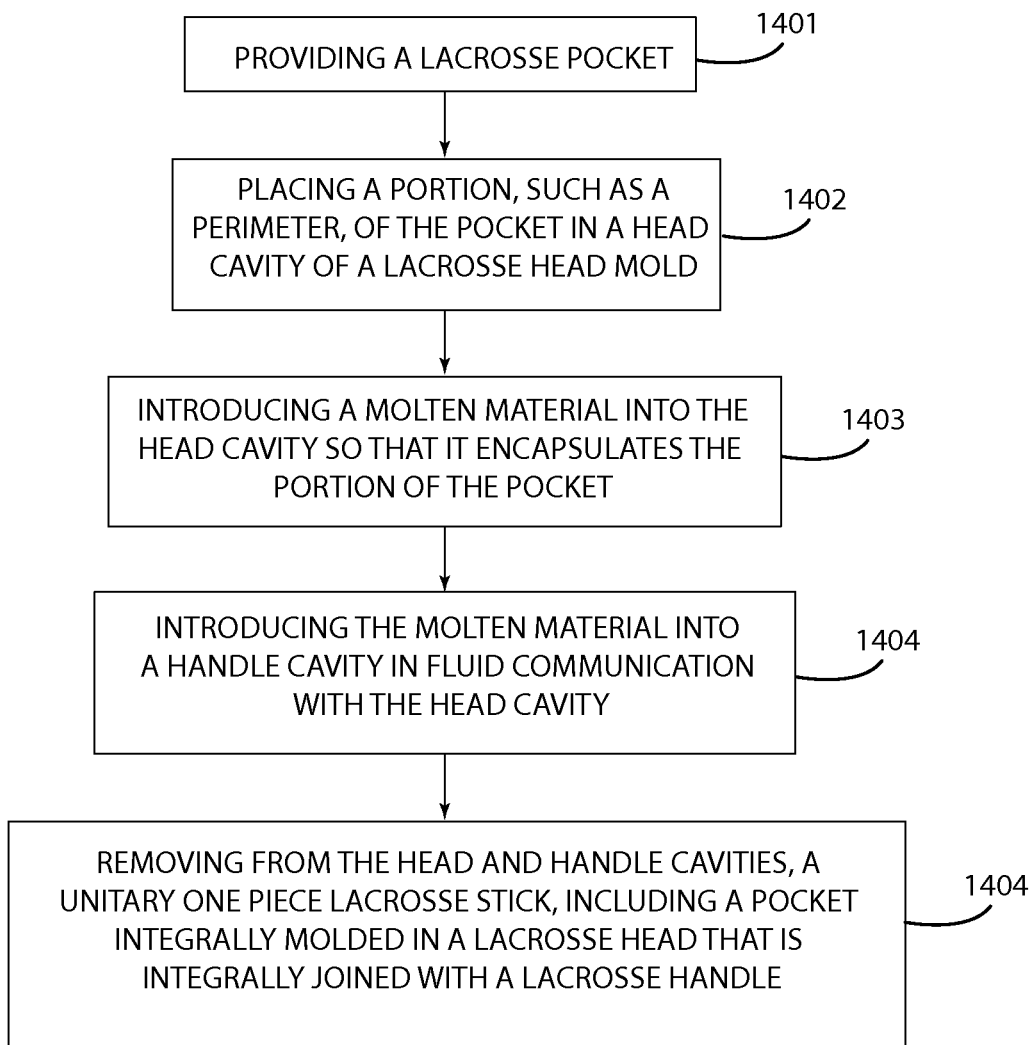 1401
PROVIDING A LACROSSE POCKET
PLACING A PORTION, SUCH AS A
PERIMETER, OF THE POCKET IN A HEAD
CAVITY OF A LACROSSE HEAD MOLD
1402
INTRODUCING A MOLTEN MATERIAL INTO THE
HEAD CAVITY SO THAT IT ENCAPSULATES THE
PORTION OF THE POCKET
1403
INTRODUCING THE MOLTEN MATERIAL INTO
A HANDLE CAVITY IN FLUID COMMUNICATION
WITH THE HEAD CAVITY
1404
REMOVING FROM THE HEAD AND HANDLE CAVITIES, A
UNITARY ONE PIECE LACROSSE STICK, INCLUDING A POCKET
INTEGRALLY MOLDED IN A LACROSSE HEAD THAT IS
INTEGRALLY JOINED WITH A LACROSSE HANDLE
1404